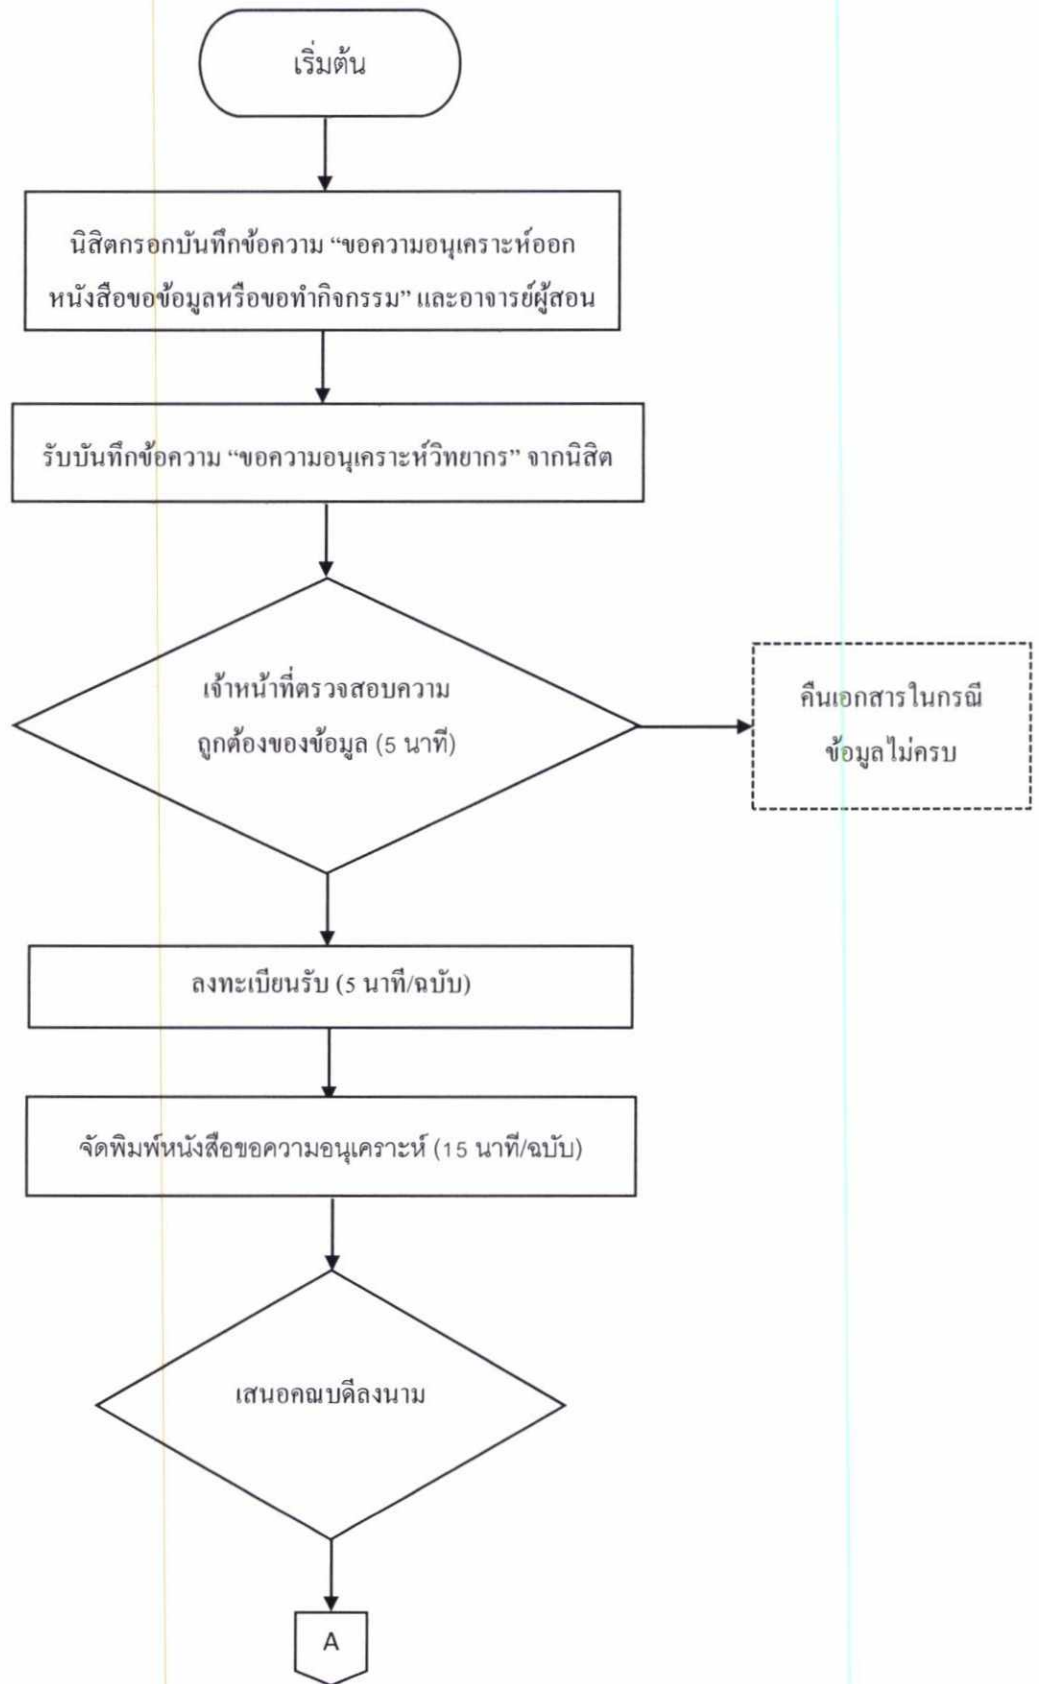 เริ่มต้น
นิสิตกรอกบันทึกข้อความ “ขอความอนุเคราะห์ออก
หนังสือขอข้อมูลหรือขอทำกิจกรรม” และอาจารย์ผู้สอน
รับบันทึกข้อความ “ขอความอนุเคราะห์วิทยากร” จากนิสิต
เจ้าหน้าที่ตรวจสอบความ
ถูกต้องของข้อมูล (5 นาที)
คืนเอกสารในกรณี
ข้อมูลไม่ครบ
ลงทะเบียนรับ (5 นาที/ฉบับ)
จัดพิมพ์หนังสือขอความอนุเคราะห์ (15 นาที/ฉบับ)
เสนอคณบดีลงนาม
A